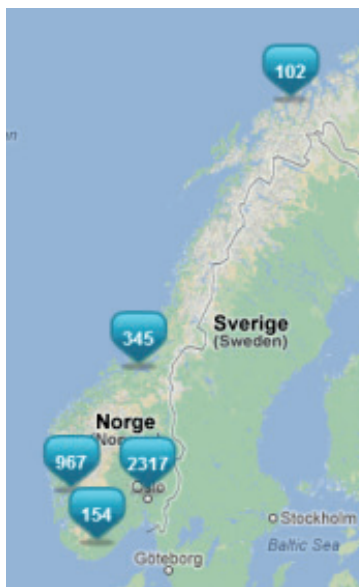 102
345
Sverige
(Sweden)
Norge
967
2317
Oslo
154
Stockholm
Baltic Sea
Göteborg